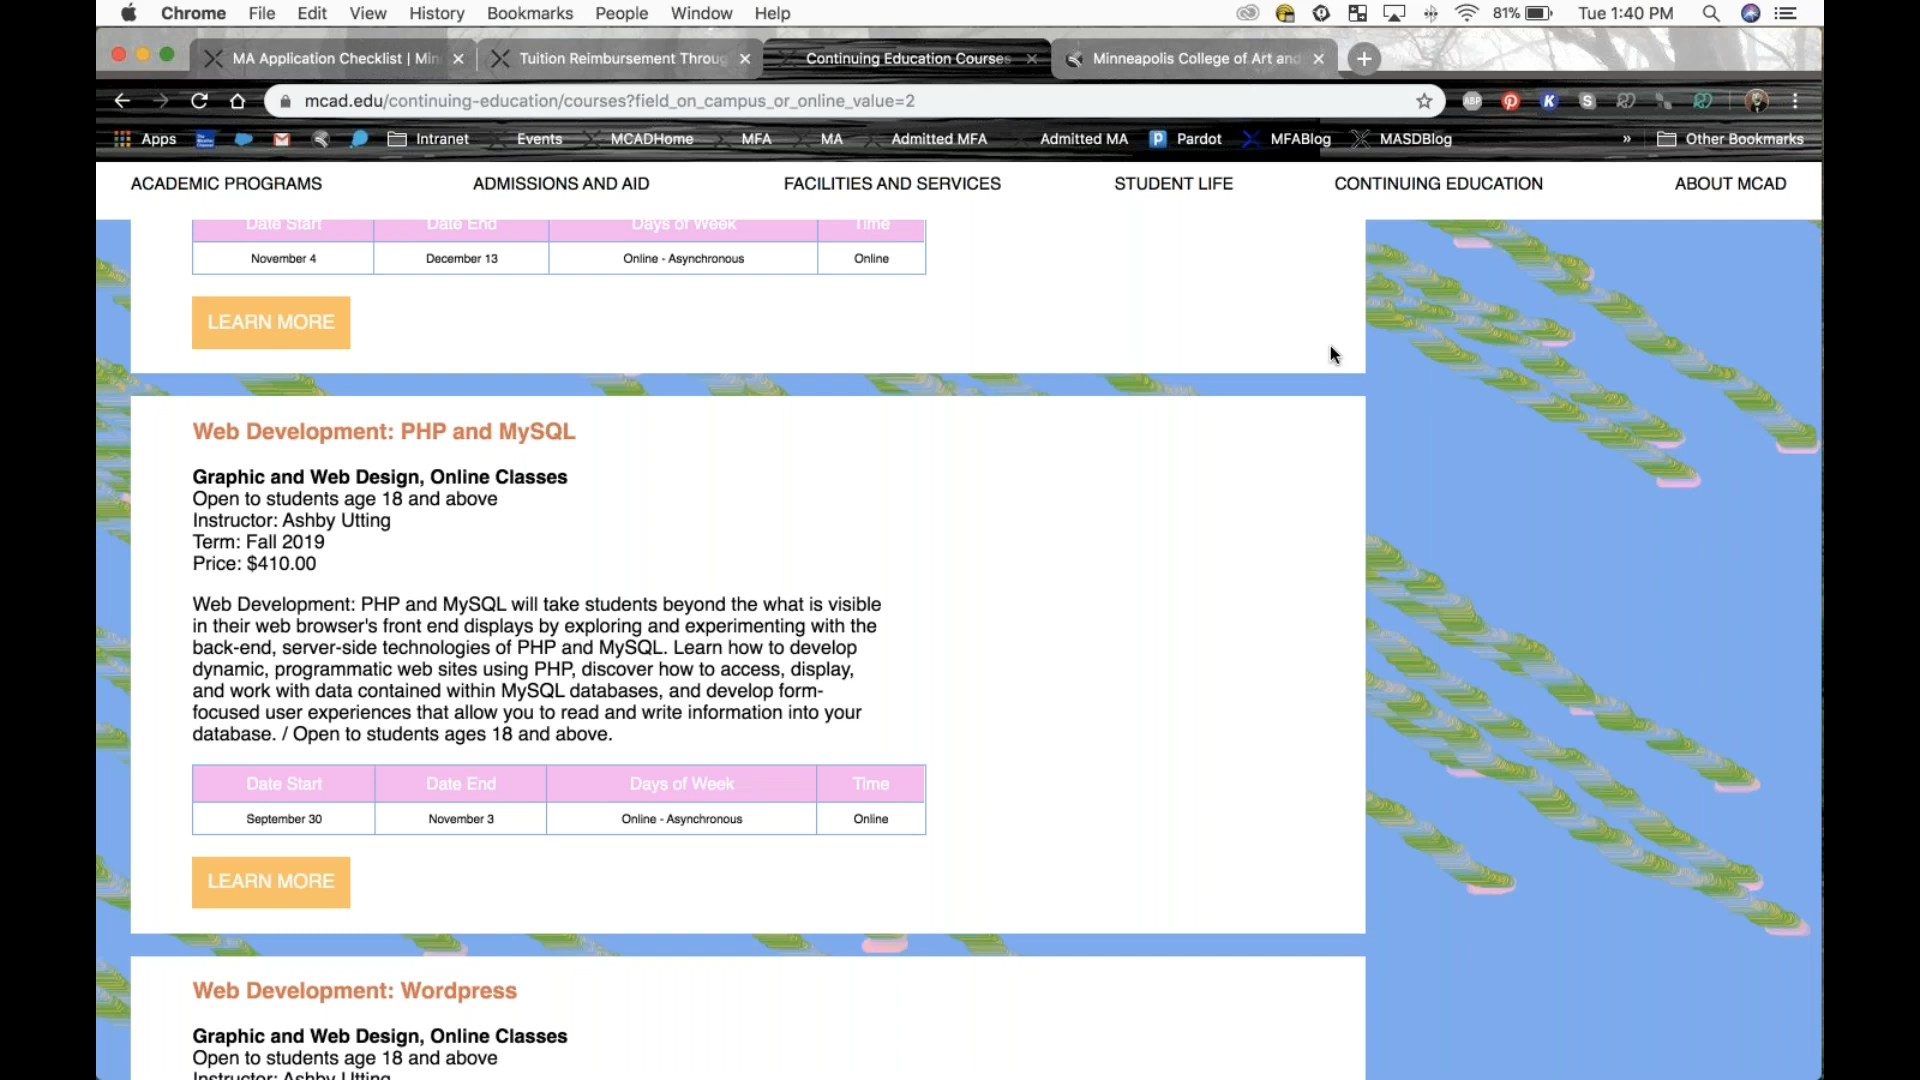 Chrome File Edit View History Bookmarks People Window Help 81% Tue 1:40 PM
MA Application Checklist | Min Tuition Reimbursement Throug Continuing Education Courses Minneapolis College of Art and
mcad.edu/continuing-education/courses?field_on_campus_or_online_value=2
Apps Intranet Events MCADHome MFA MA Admitted MFA Admitted MA Pardot MFABlog MASDBlog » Other Bookmarks
ACADEMIC PROGRAMS ADMISSIONS AND AID FACILITIES AND SERVICES STUDENT LIFE CONTINUING EDUCATION ABOUT MCAD
Date Start Date End Days of Week Time
November 4 December 13 Online - Asynchronous Online
LEARN MORE
Web Development: PHP and MySQL
Graphic and Web Design, Online Classes
Open to students age 18 and above
Instructor: Ashby Utting
Term: Fall 2019
Price: $410.00
Web Development: PHP and MySQL will take students beyond the what is visible
in their web browser's front end displays by exploring and experimenting with the
back-end, server-side technologies of PHP and MySQL. Learn how to develop
dynamic, programmatic web sites using PHP, discover how to access, display,
and work with data contained within MySQL databases, and develop form-
focused user experiences that allow you to read and write information into your
database. / Open to students ages 18 and above.
Date Start Date End Days of Week Time
September 30 November 3 Online - Asynchronous Online
LEARN MORE
Web Development: Wordpress
Graphic and Web Design, Online Classes
Open to students age 18 and above
Instructor: Ashby Utting